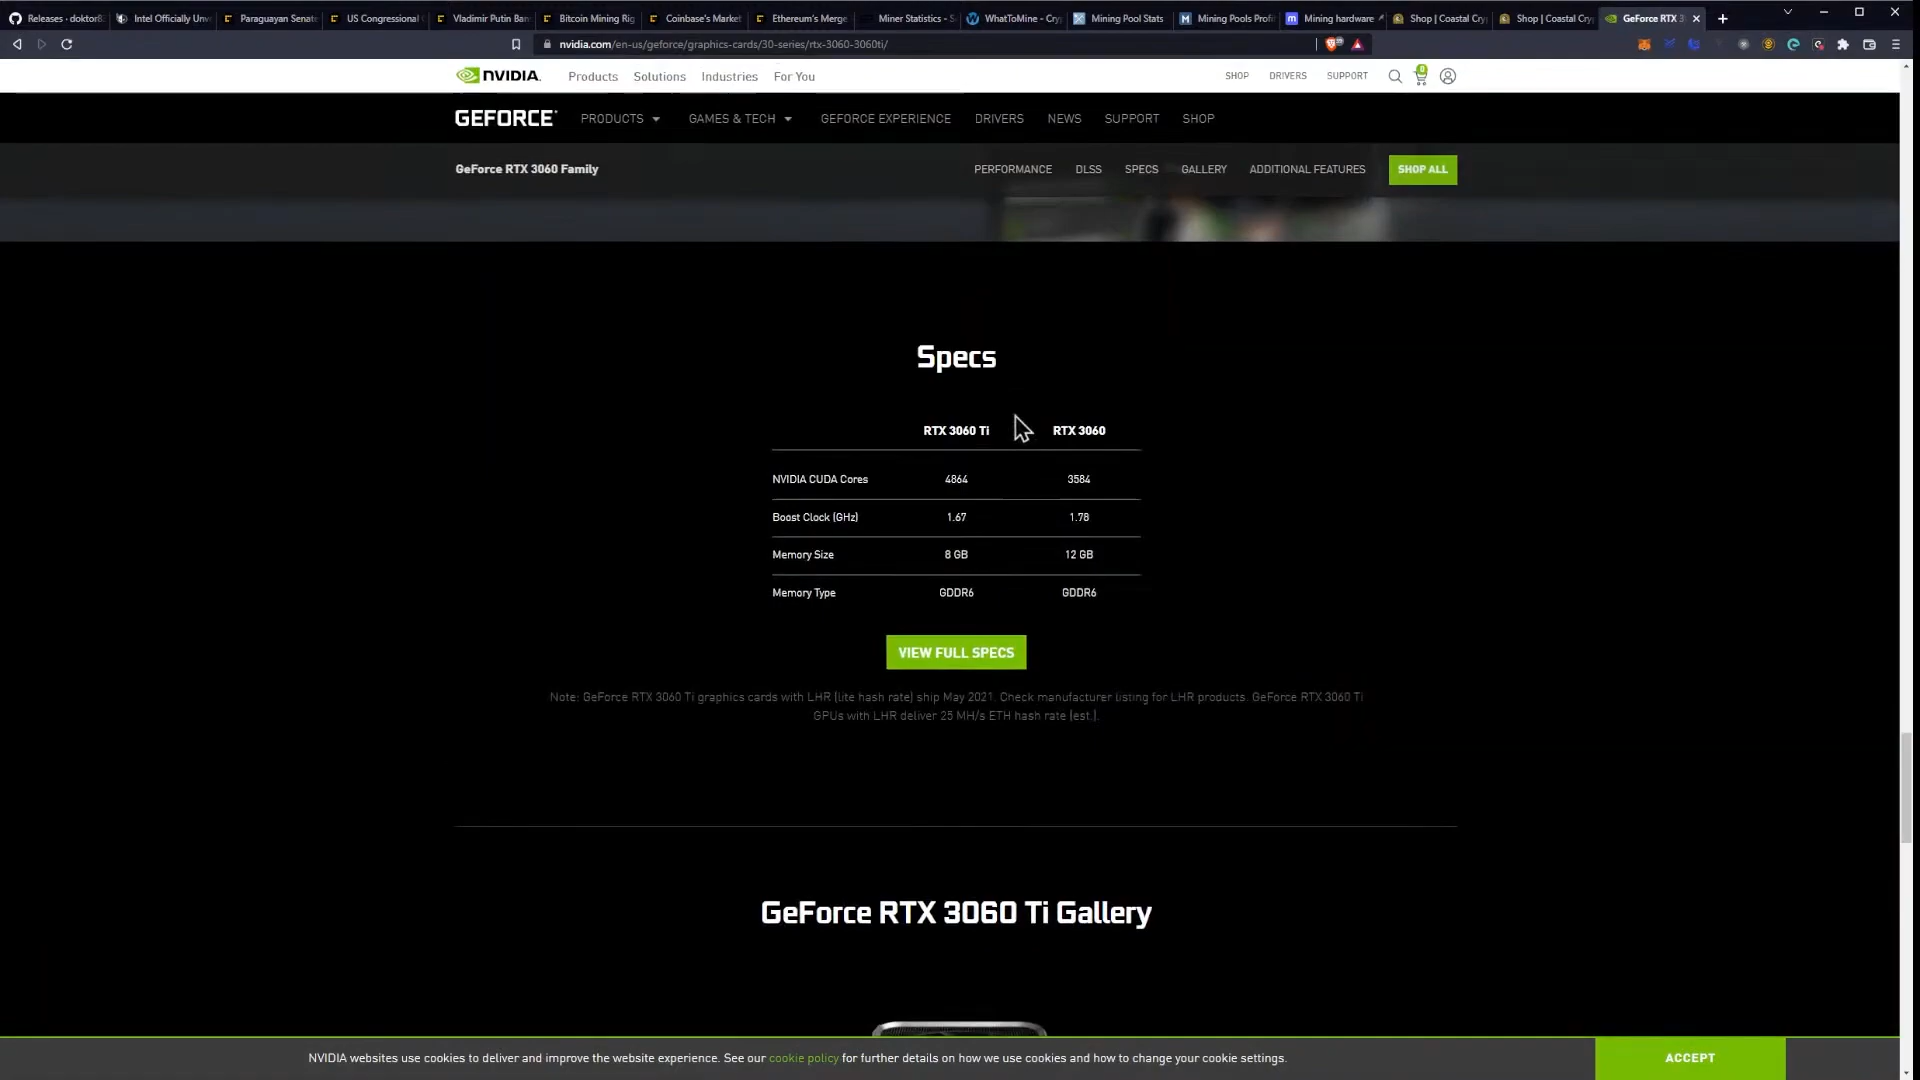 Releases · doktor8
Intel Officially Unv
Paraguayan Senat
US Congressional
Vladimir Putin Ban
Bitcoin Mining Rig
Coinbase's Market
Ethereum's Merge
Miner Statistics - S
WhatToMine - Cry
Mining Pool Stats
Mining Pools Profi
Mining hardware
Shop | Coastal Cry
Shop | Coastal Cry
GeForce RTX 3
nvidia.com/en-us/geforce/graphics-cards/30-series/rtx-3060-3060ti/
NVIDIA. Products Solutions Industries For You SHOP DRIVERS SUPPORT 0
GEFORCE PRODUCTS GAMES & TECH GEFORCE EXPERIENCE DRIVERS NEWS SUPPORT SHOP
GeForce RTX 3060 Family PERFORMANCE DLSS SPECS GALLERY ADDITIONAL FEATURES SHOP ALL
Specs
RTX 3060 Ti RTX 3060
NVIDIA CUDA Cores 4864 3584
Boost Clock (GHz) 1.67 1.78
Memory Size 8 GB 12 GB
Memory Type GDDR6 GDDR6
VIEW FULL SPECS
Note: GeForce RTX 3060 Ti graphics cards with LHR (lite hash rate) ship May 2021. Check manufacturer listing for LHR products. GeForce RTX 3060 Ti
GPUs with LHR deliver 25 MH/s ETH hash rate (est.).
GeForce RTX 3060 Ti Gallery
NVIDIA websites use cookies to deliver and improve the website experience. See our cookie policy for further details on how we use cookies and how to change your cookie settings.
ACCEPT